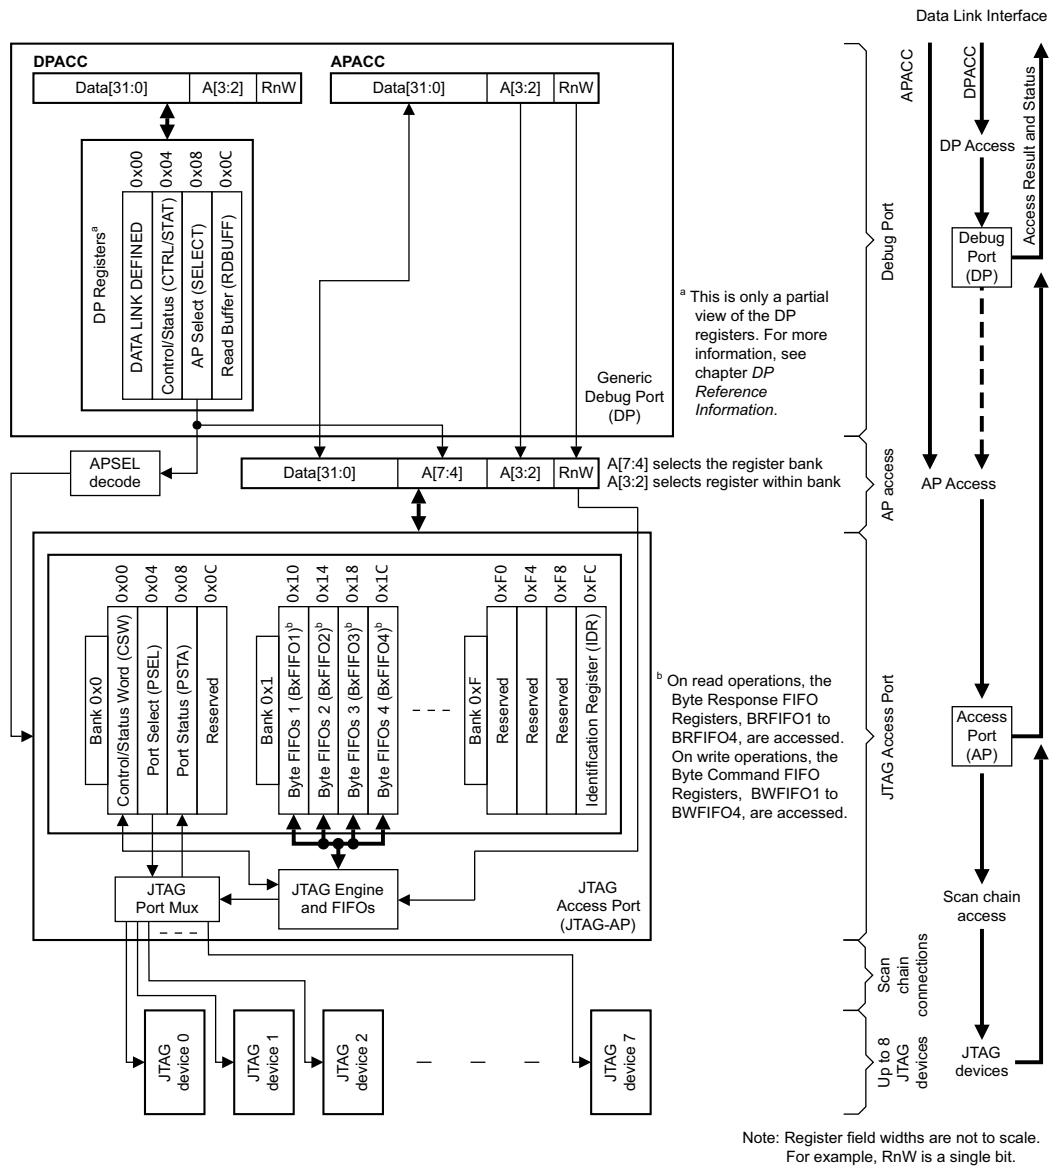 Data Link Interface
DPACC
Data[31:0] A[3:2] RnW
APACC
Data[31:0] A[3:2] RnW
DP Registersa
0x00 0x04 0x08 0x0C
DATA LINK DEFINED
Control/Status (CTRL/STAT)
AP Select (SELECT)
Read Buffer (RDBUFF)
Generic
Debug Port
(DP)
a This is only a partial
view of the DP
registers. For more
information, see
chapter DP
Reference
Information.
Debug Port
APACC
DPACC
Access Result and Status
DP Access
Debug
Port
(DP)
APSEL
decode
Data[31:0] A[7:4] A[3:2] RnW
A[7:4] selects the register bank
A[3:2] selects register within bank
AP access
AP Access
Bank 0x0
0x00 0x04 0x08 0x0C
Control/Status Word (CSW)
Port Select (PSEL)
Port Status (PSTA)
Reserved
Bank 0x1
0x10 0x14 0x18 0x1C
Byte FIFOs 1 (BxFIFO1)b
Byte FIFOs 2 (BxFIFO2)b
Byte FIFOs 3 (BxFIFO3)b
Byte FIFOs 4 (BxFIFO4)b
Bank 0xF
0xF0 0xF4 0xF8 0xFC
Reserved
Reserved
Reserved
Identification Register (IDR)
b On read operations, the
Byte Response FIFO
Registers, BRFIFO1 to
BRFIFO4, are accessed.
On write operations, the
Byte Command FIFO
Registers, BWFIFO1 to
BWFIFO4, are accessed.
JTAG Access Port
Access
Port
(AP)
JTAG
Port Mux
JTAG Engine
and FIFOs
JTAG
Access Port
(JTAG-AP)
Scan chain
access
Scan
chain
connections
JTAG
device 0
JTAG
device 1
JTAG
device 2
JTAG
device 7
Up to 8
JTAG
devices
JTAG
devices
Note: Register field widths are not to scale.
For example, RnW is a single bit.